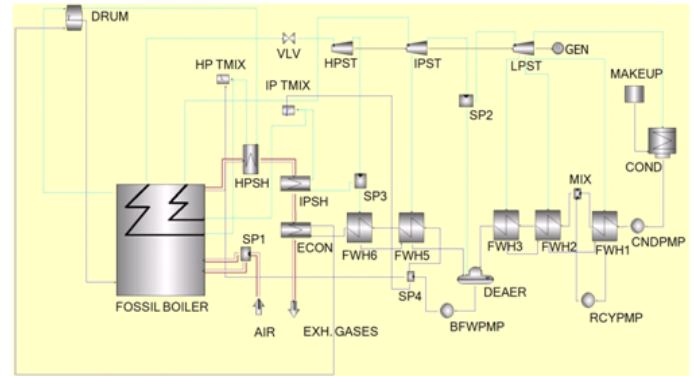 DRUM
VLV
HPST
IPST
LPST
GEN
HP TMIX
IP TMIX
MAKEUP
SP2
COND
HPSH
IPSH
SP3
MIX
SP1
ECON
FWH6
FWH5
FWH3
FWH2
FWH1
CNDPMP
SP4
DEAER
FOSSIL BOILER
AIR
EXH. GASES
BFWPMP
RCYPMP